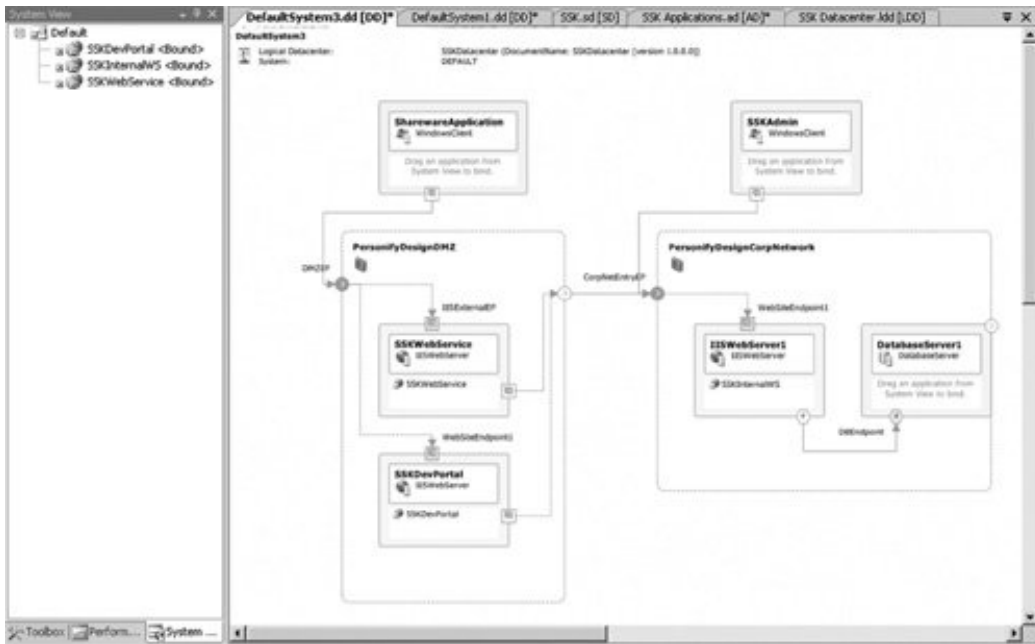 System View
Default
SSKDevPortal <Bound>
SSKInternalWS <Bound>
SSKWebService <Bound>
Toolbox
Perform...
System ...
DefaultSystem3.dd [DD]*
DefaultSystem1.dd [DD]*
SSK.sd [SD]
SSK Applications.ad [AD]*
SSK Datacenter.ldd [LDD]
DefaultSystem3
Logical Datacenter:
SSKDatacenter (DocumentName: SSKDatacenter [version 1.0.0.0])
System:
DEFAULT
SharewareApplication
WindowsClient
Drag an application from
System View to bind.
SSKAdmin
WindowsClient
Drag an application from
System View to bind.
PersonifyDesignDMZ
DMZEP
IISExternalEP
SSKWebService
IISWebServer
SSKWebService
WebSiteEndpoint1
SSKDevPortal
IISWebServer
SSKDevPortal
CorpNetEntryEP
PersonifyDesignCorpNetwork
WebSiteEndpoint1
IISWebServer1
IISWebServer
SSKInternalWS
DatabaseServer1
DatabaseServer
Drag an application from
System View to bind.
DBEndpoint